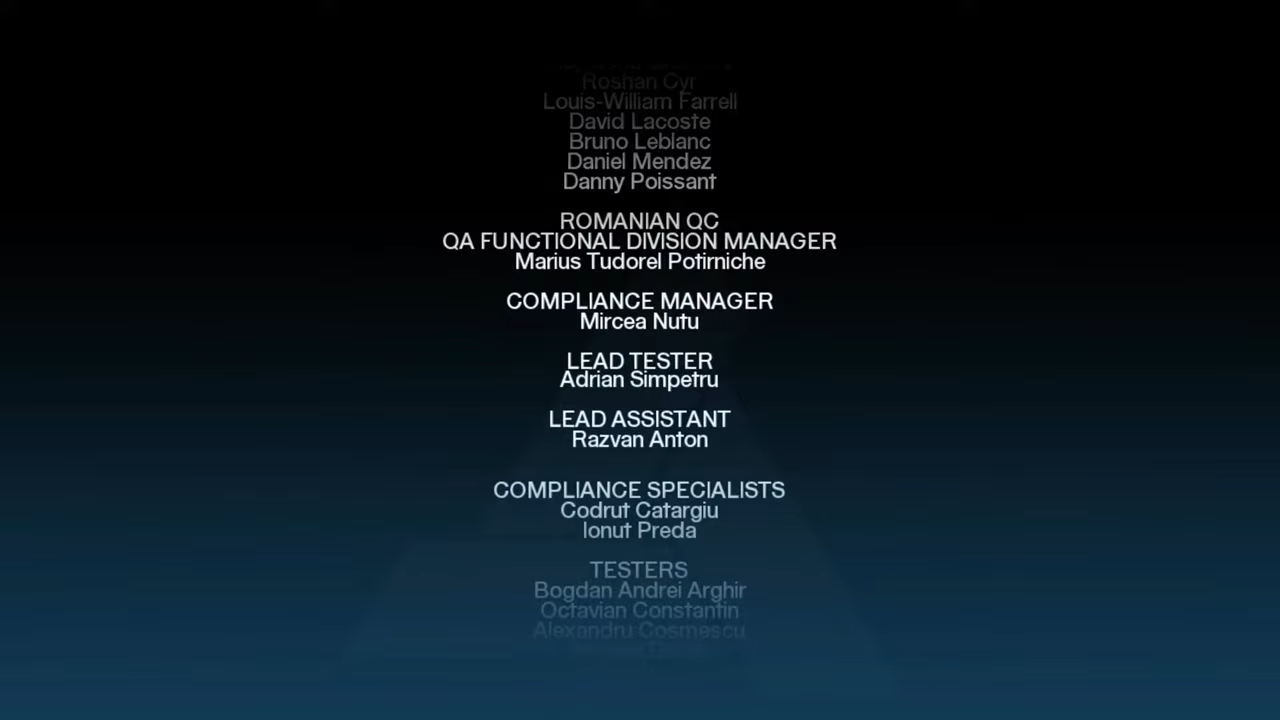 Roshan Cyr
Louis-William Farrell
David Lacoste
Bruno Leblanc
Daniel Mendez
Danny Poissant
ROMANIAN QC
QA FUNCTIONAL DIVISION MANAGER
Marius Tudorel Potirniche
COMPLIANCE MANAGER
Mircea Nutu
LEAD TESTER
Adrian Simpetru
LEAD ASSISTANT
Razvan Anton
COMPLIANCE SPECIALISTS
Codrut Catargiu
Ionut Preda
TESTERS
Bogdan Andrei Arghir
Octavian Constantin
Alexandru Cosmescu